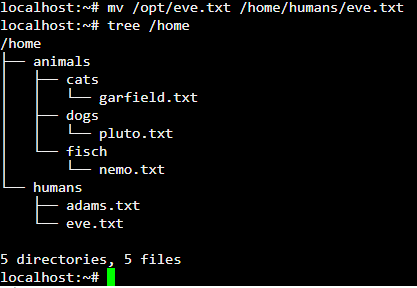 localhost:~# mv /opt/eve.txt /home/humans/eve.txt
localhost:~# tree /home
/home
├── animals
│   ├── cats
│   │   └── garfield.txt
│   ├── dogs
│   │   └── pluto.txt
│   └── fisch
│       └── nemo.txt
└── humans
    ├── adams.txt
    └── eve.txt

5 directories, 5 files
localhost:~#